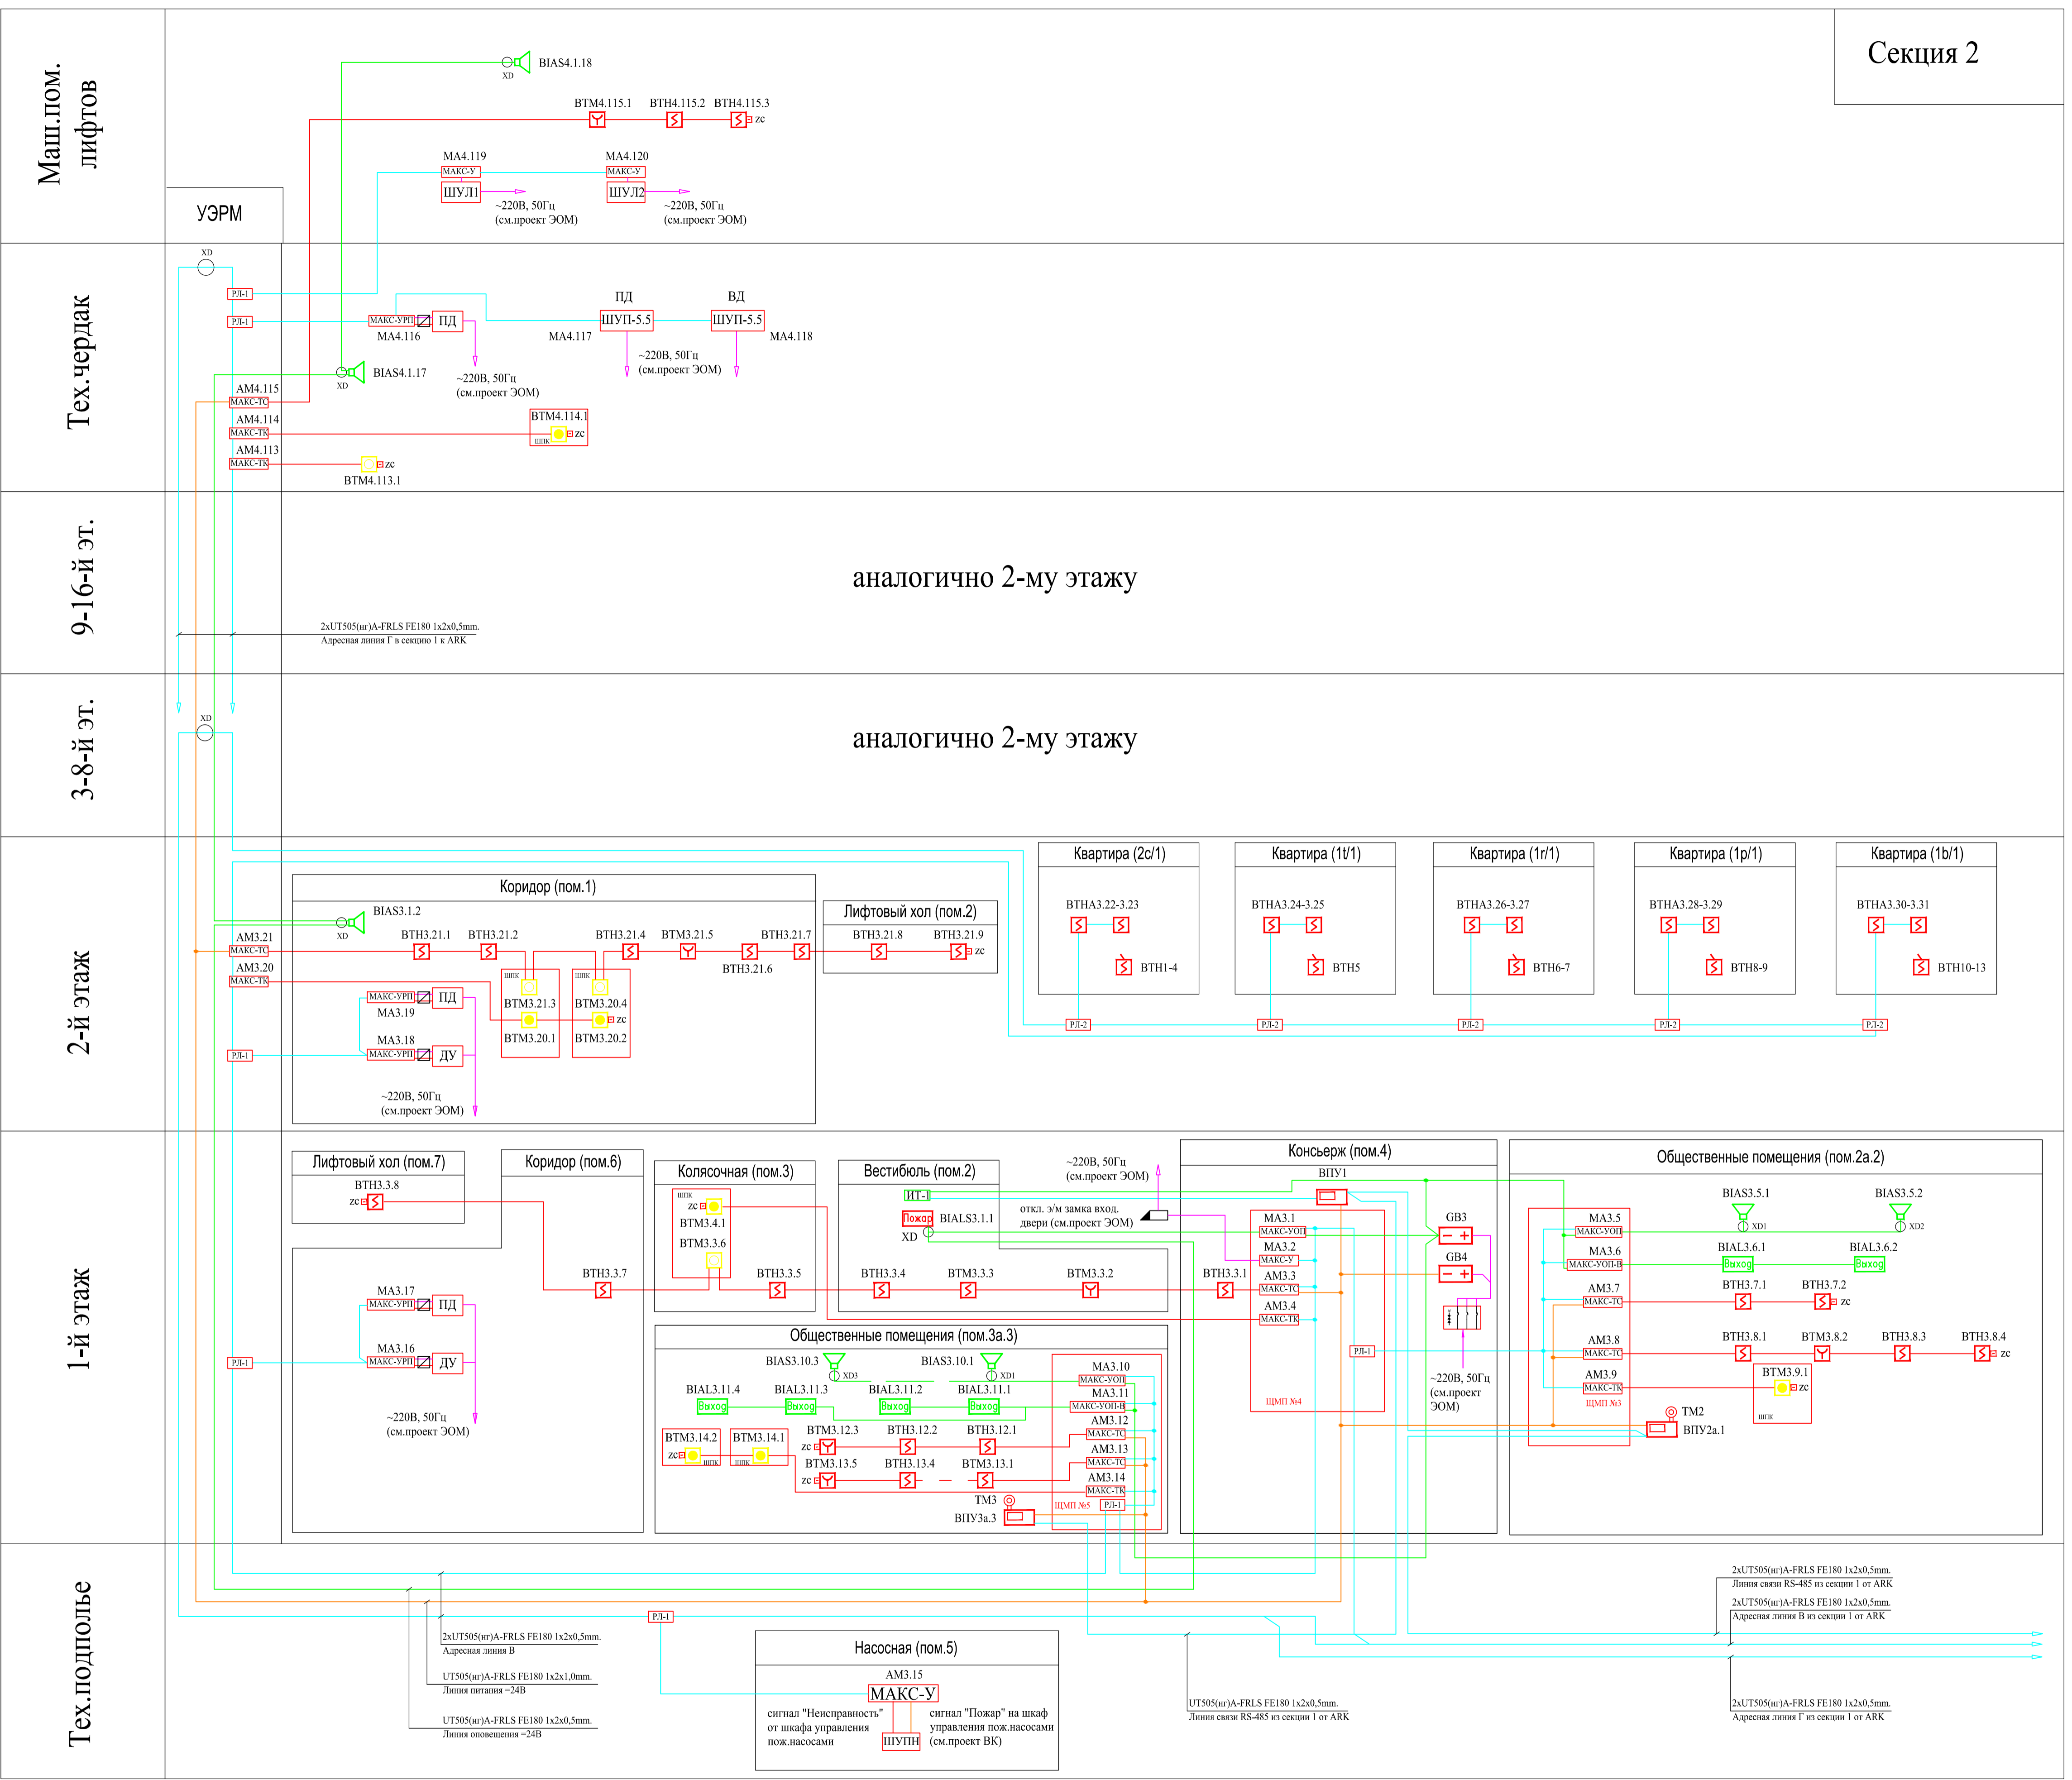 Секция 2
Маш.пом.
лифтов
BIAS4.1.18
XD
BTM4.115.1
BTH4.115.2
BTH4.115.3
zc
MA4.119
МАКС-У
ШУЛ1
~220В, 50Гц
(см.проект ЭОМ)
MA4.120
МАКС-У
ШУЛ2
~220В, 50Гц
(см.проект ЭОМ)
УЭРМ
Тех.чердак
XD
РЛ-1
РЛ-1
МАКС-УРП
ПД
MA4.116
~220В, 50Гц
(см.проект ЭОМ)
ПД
ШУП-5.5
MA4.117
~220В, 50Гц
(см.проект ЭОМ)
ВД
ШУП-5.5
MA4.118
BIAS4.1.17
XD
AM4.115
МАКС-ТС
AM4.114
МАКС-ТК
BTM4.114.1
ШПК
zc
AM4.113
МАКС-ТК
zc
BTM4.113.1
9-16-й эт.
аналогично 2-му этажу
2xUT505(нг)A-FRLS FE180 1x2x0,5mm.
Адресная линия Г в секцию 1 к ARK
3-8-й эт.
XD
аналогично 2-му этажу
2-й этаж
Коридор (пом.1)
BIAS3.1.2
XD
AM3.21
МАКС-ТС
BTH3.21.1
BTH3.21.2
BTH3.21.4
BTM3.21.5
BTH3.21.6
BTH3.21.7
Лифтовый хол (пом.2)
BTH3.21.8
BTH3.21.9
zc
AM3.20
МАКС-ТК
ШПК
BTM3.21.3
BTM3.20.1
ШПК
BTM3.20.4
zc
BTM3.20.2
МАКС-УРП
ПД
MA3.19
MA3.18
РЛ-1
МАКС-УРП
ДУ
~220В, 50Гц
(см.проект ЭОМ)
Квартира (2с/1)
BTHA3.22-3.23
BTH1-4
РЛ-2
Квартира (1t/1)
BTHA3.24-3.25
BTH5
РЛ-2
Квартира (1r/1)
BTHA3.26-3.27
BTH6-7
РЛ-2
Квартира (1p/1)
BTHA3.28-3.29
BTH8-9
РЛ-2
Квартира (1b/1)
BTHA3.30-3.31
BTH10-13
РЛ-2
1-й этаж
Лифтовый хол (пом.7)
BTH3.3.8
zc
Коридор (пом.6)
BTH3.3.7
MA3.17
МАКС-УРП
ПД
MA3.16
РЛ-1
МАКС-УРП
ДУ
~220В, 50Гц
(см.проект ЭОМ)
Колясочная (пом.3)
ШПК
zc
BTM3.4.1
BTM3.3.6
BTH3.3.5
Вестибюль (пом.2)
ИТ-1
Пожар
BIALS3.1.1
XD
BTH3.3.4
BTM3.3.3
BTM3.3.2
~220В, 50Гц
(см.проект ЭОМ)
откл. э/м замка вход.
двери (см.проект ЭОМ)
Консьерж (пом.4)
ВПУ1
MA3.1
МАКС-УОП
MA3.2
МАКС-У
BTH3.3.1
AM3.3
МАКС-ТС
AM3.4
МАКС-ТК
РЛ-1
ЩМП №4
GB3
GB4
~220В, 50Гц
(см.проект
ЭОМ)
Общественные помещения (пом.2а.2)
MA3.5
МАКС-УОП
BIAS3.5.1
XD1
BIAS3.5.2
XD2
MA3.6
МАКС-УОП-В
BIAL3.6.1
Выход
BIAL3.6.2
Выход
AM3.7
МАКС-ТС
BTH3.7.1
BTH3.7.2
zc
AM3.8
МАКС-ТС
BTH3.8.1
BTM3.8.2
BTH3.8.3
BTH3.8.4
zc
AM3.9
МАКС-ТК
ЩМП №3
BTM3.9.1
zc
ШПК
TM2
ВПУ2а.1
Общественные помещения (пом.3а.3)
BIAS3.10.3
XD3
BIAS3.10.1
XD1
MA3.10
МАКС-УОП
BIAL3.11.4
Выход
BIAL3.11.3
Выход
BIAL3.11.2
Выход
BIAL3.11.1
Выход
MA3.11
МАКС-УОП-В
BTM3.14.2
zc
ШПК
BTM3.14.1
ШПК
BTM3.12.3
zc
BTH3.12.2
BTH3.12.1
AM3.12
МАКС-ТС
BTM3.13.5
zc
BTH3.13.4
BTM3.13.1
AM3.13
МАКС-ТС
AM3.14
МАКС-ТК
TM3
ЩМП №5
РЛ-1
ВПУ3а.3
Тех.подполье
2xUT505(нг)A-FRLS FE180 1x2x0,5mm.
Адресная линия В
UT505(нг)A-FRLS FE180 1x2x1,0mm.
Линия питания =24В
UT505(нг)A-FRLS FE180 1x2x0,5mm.
Линия оповещения =24В
РЛ-1
Насосная (пом.5)
AM3.15
МАКС-У
сигнал "Неисправность"
от шкафа управления
пож.насосами
ШУПН
сигнал "Пожар" на шкаф
управления пож.насосами
(см.проект ВК)
UT505(нг)A-FRLS FE180 1x2x0,5mm.
Линия связи RS-485 из секции 1 от ARK
2xUT505(нг)A-FRLS FE180 1x2x0,5mm.
Линия связи RS-485 из секции 1 от ARK
2xUT505(нг)A-FRLS FE180 1x2x0,5mm.
Адресная линия В из секции 1 от ARK
2xUT505(нг)A-FRLS FE180 1x2x0,5mm.
Адресная линия Г из секции 1 от ARK